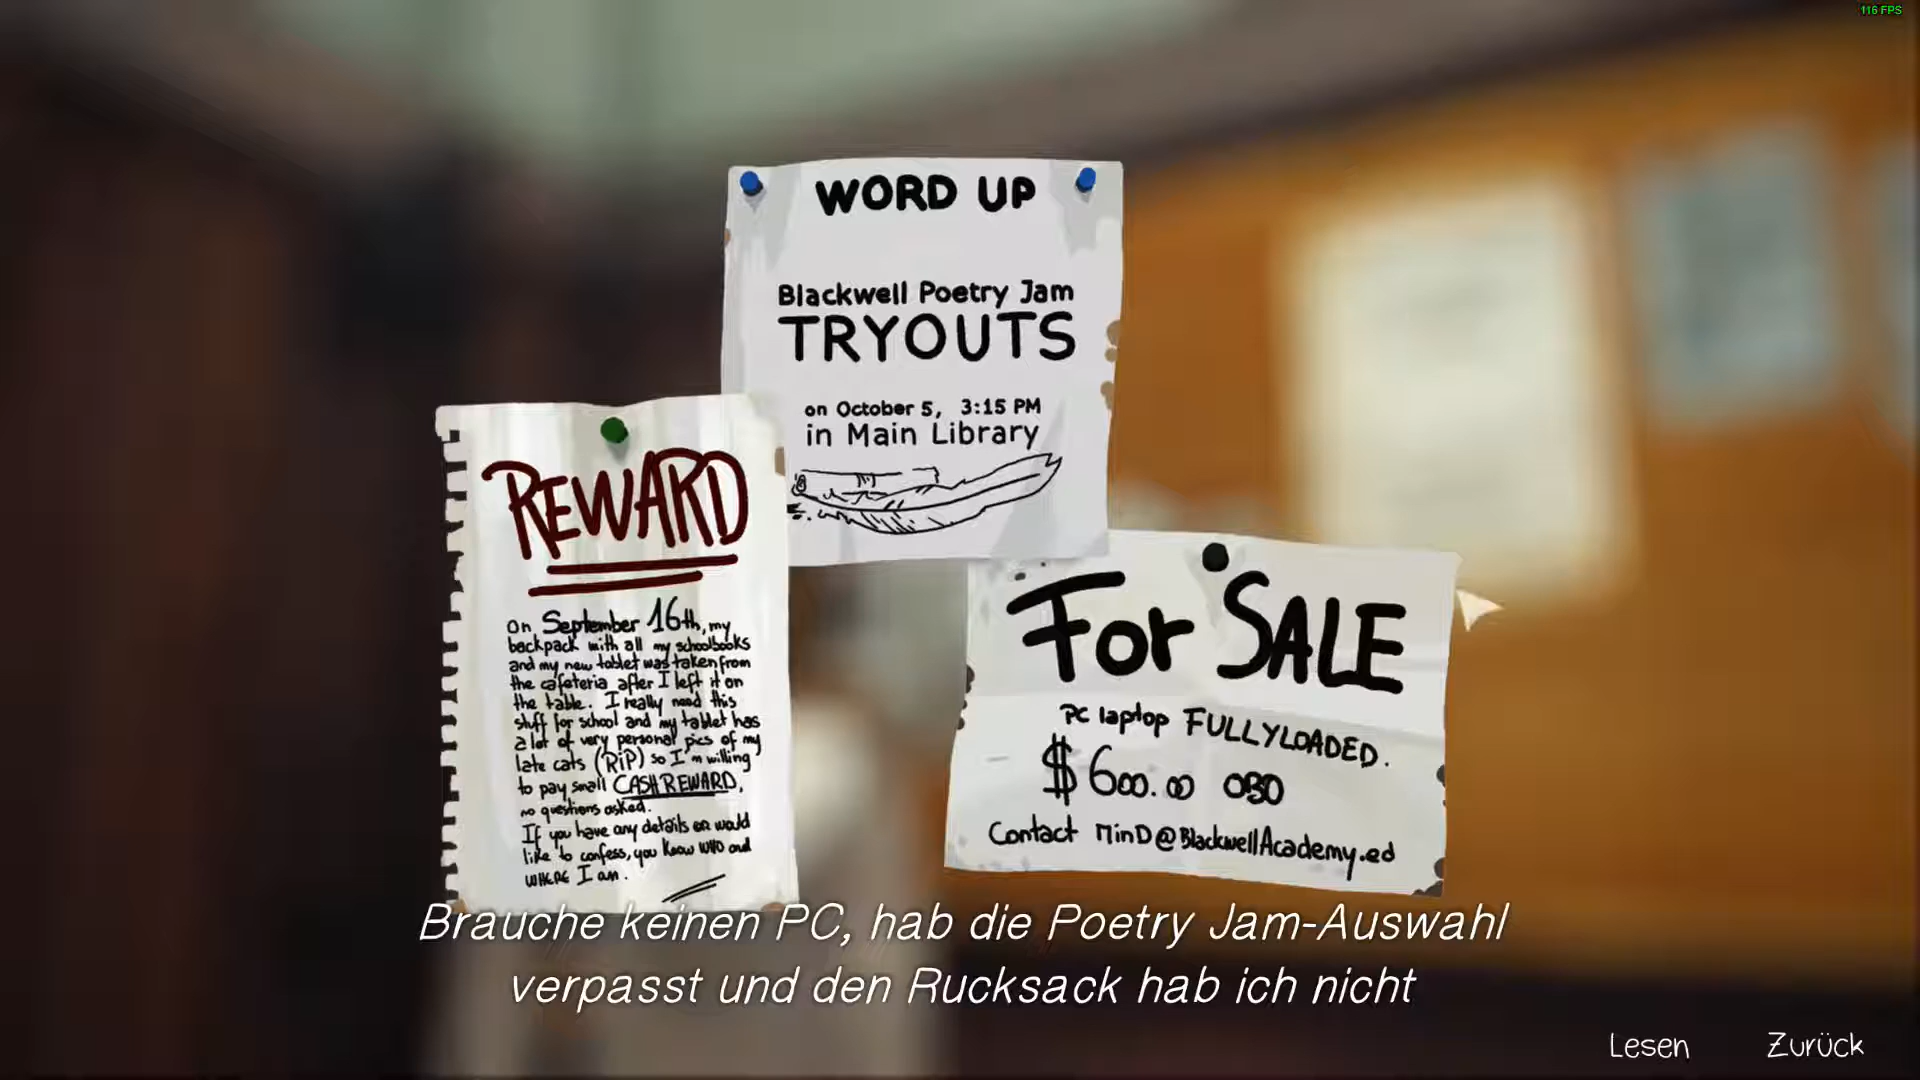 116 FPS
WORD UP
Blackwell Poetry Jam
TRYOUTS
on October 5, 3:15 PM
in Main Library
REWARD
On September 16th, my
backpack with all my schoolbooks
and my new tablet was taken from
the cafeteria after I left it on
the table. I really need this
stuff for school and my tablet has
a lot of very personal pics of my
late cats (RiP) so I'm willing
to pay small CASH REWARD,
no questions asked.
If you have any details or would
like to confess, you know WHO and
WHERE I am.
For SALE
PC laptop FULLYLOADED.
$600.00 OBO
Contact MinD@BlackwellAcademy.ed
Brauche keinen PC, hab die Poetry Jam-Auswahl
verpasst und den Rucksack hab ich nicht
Lesen Zurück